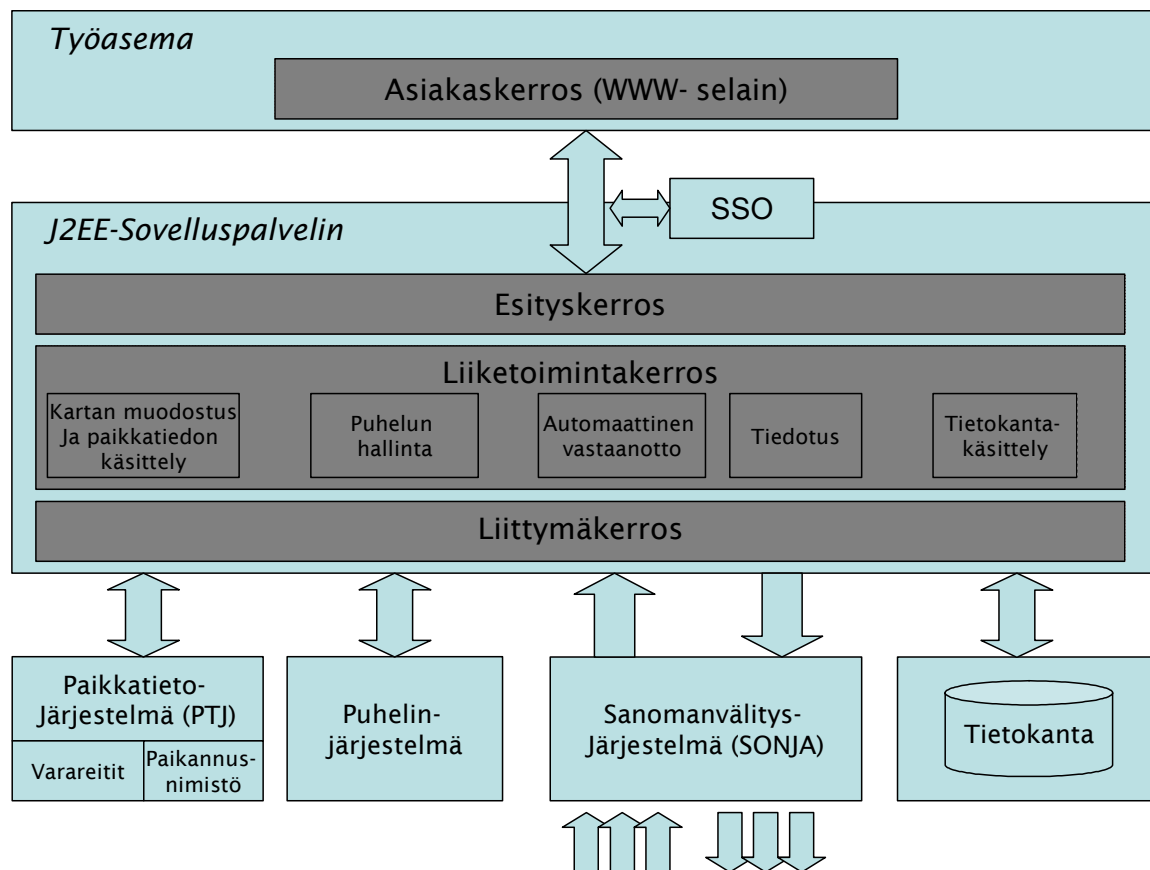 Työasema
Asiakaskerros (WWW- selain)
SSO
J2EE-Sovelluspalvelin
Esityskerros
Liiketoimintakerros
Kartan muodostus
Ja paikkatiedon
käsittely
Puhelun
hallinta
Automaattinen
vastaanotto
Tiedotus
Tietokanta-
käsittely
Liittymäkerros
Paikkatieto-
Järjestelmä (PTJ)
Varareitit
Paikannus-
nimistö
Puhelin-
järjestelmä
Sanomanvälitys-
Järjestelmä (SONJA)
Tietokanta